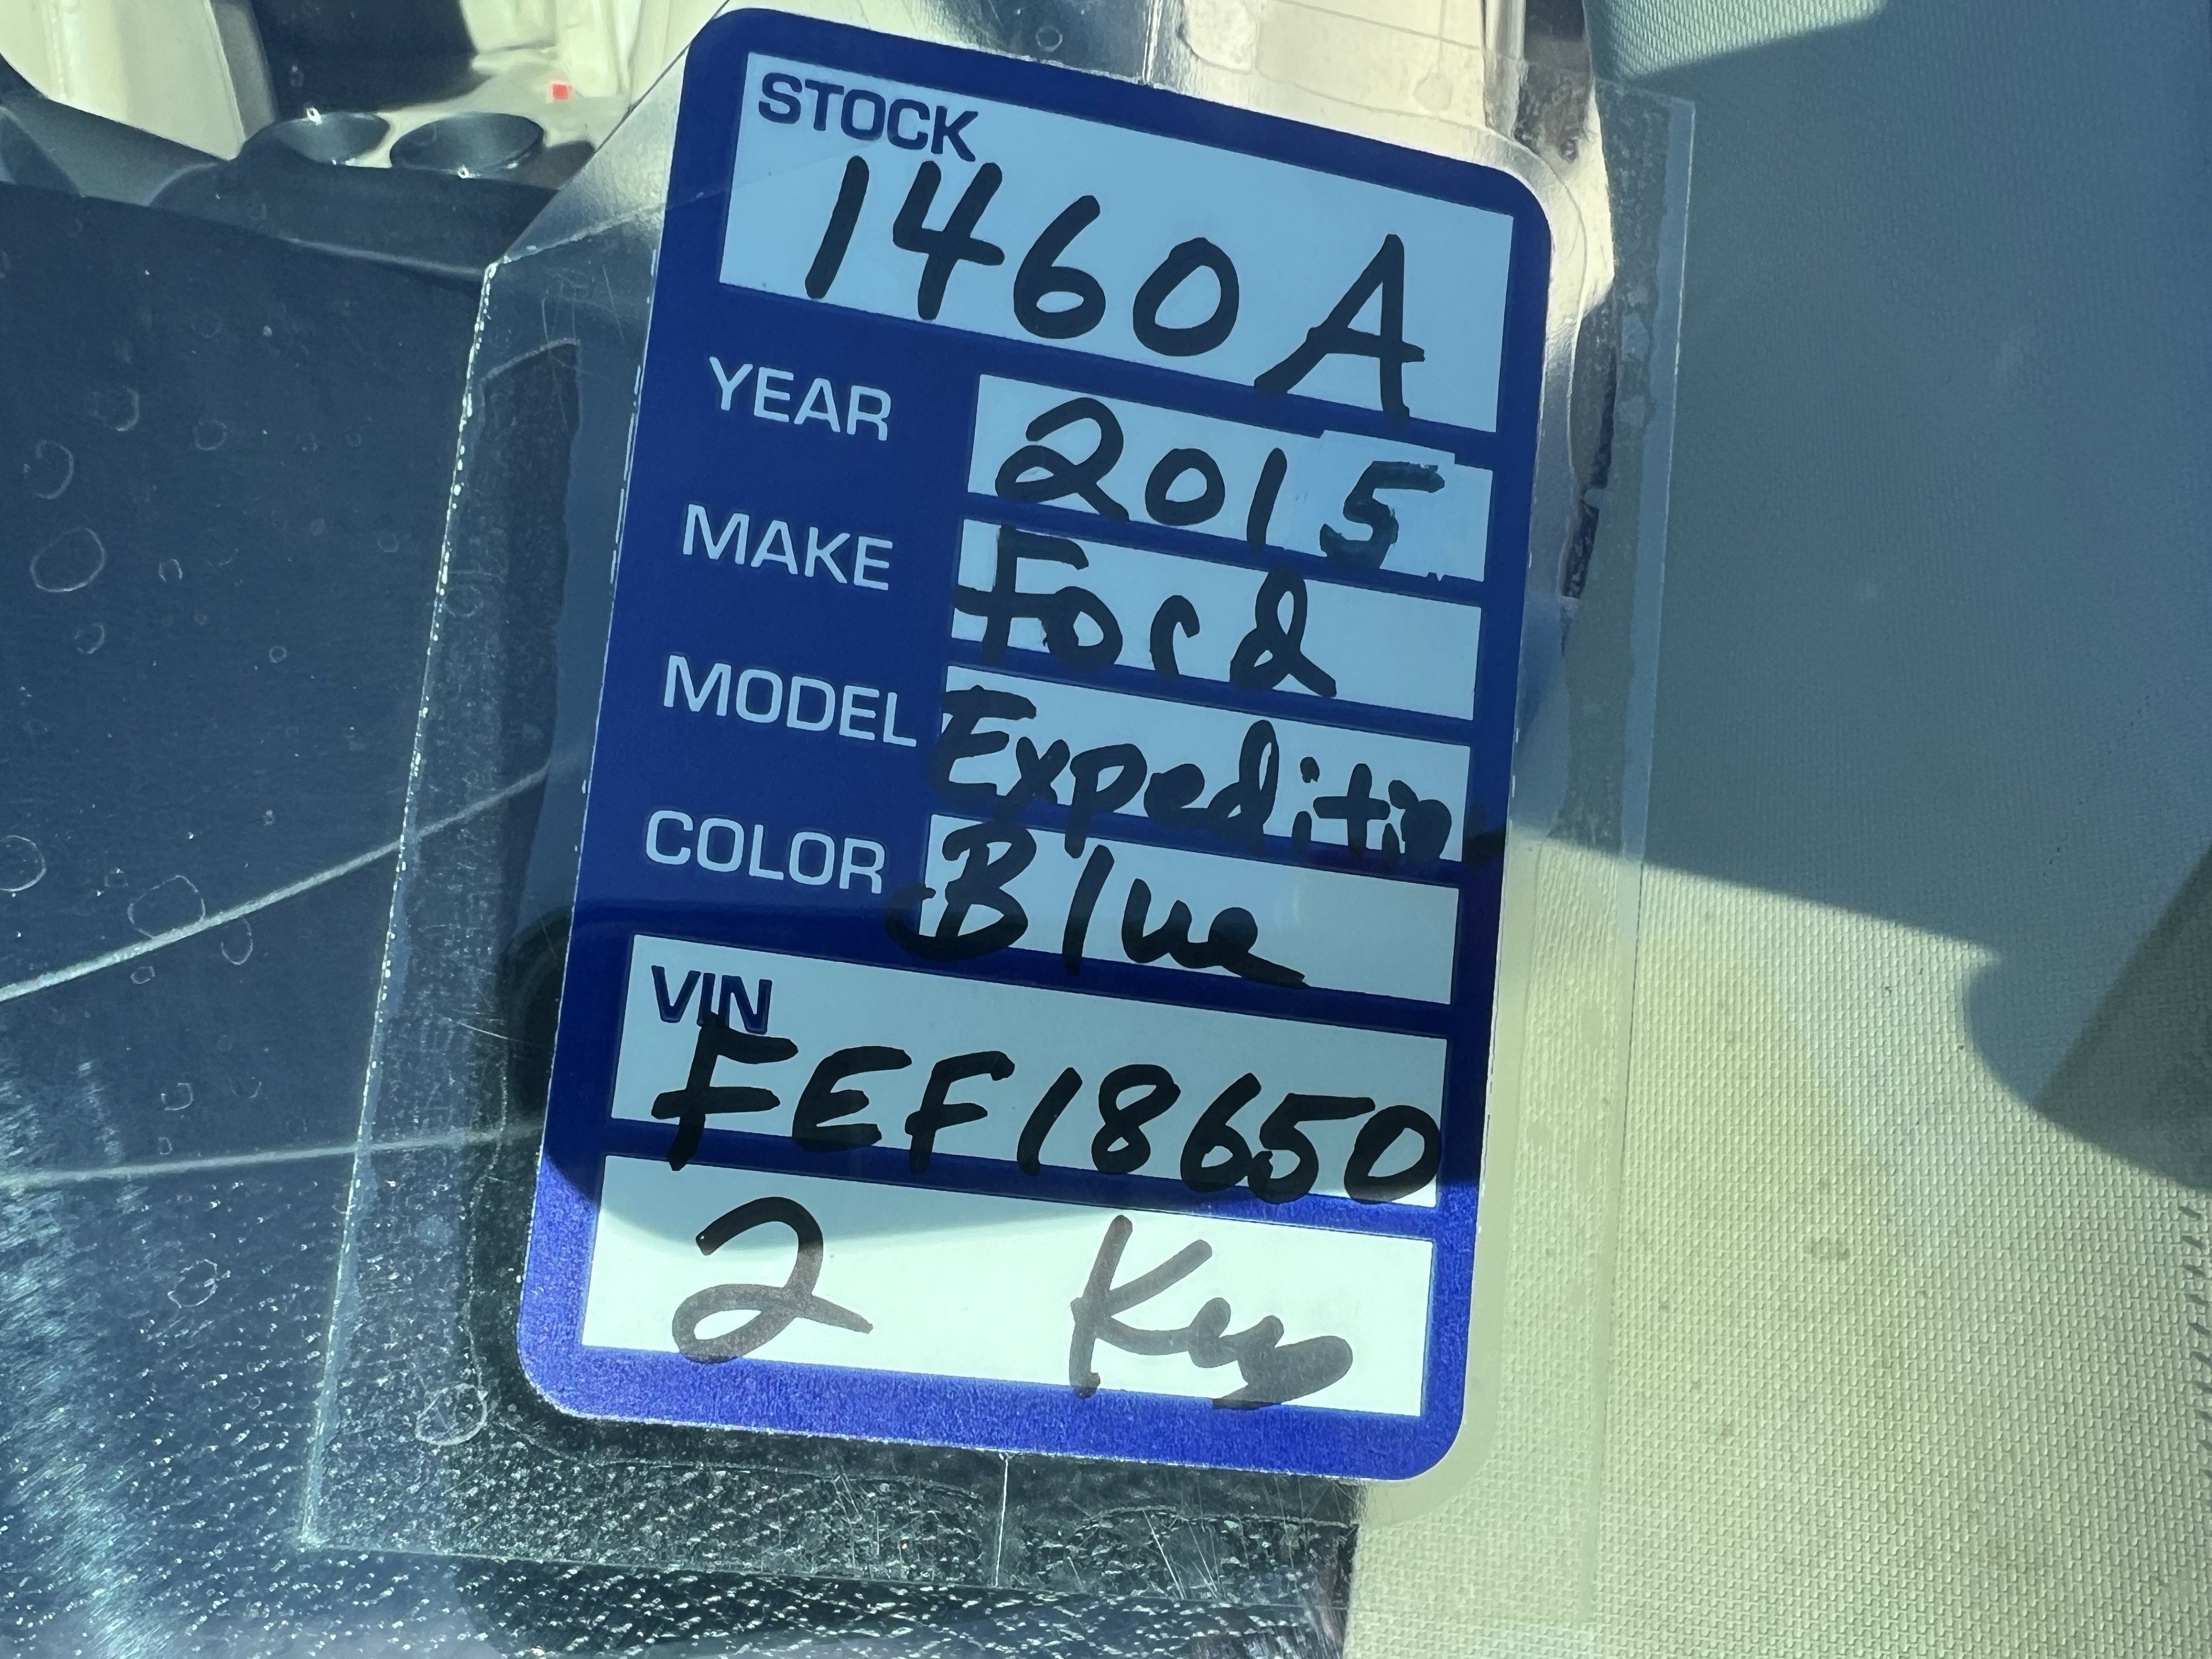 STOCK
1460 A
YEAR 2015
MAKE Ford
MODEL Expedition
COLOR Blue
VIN
FEF18650
2 Keys